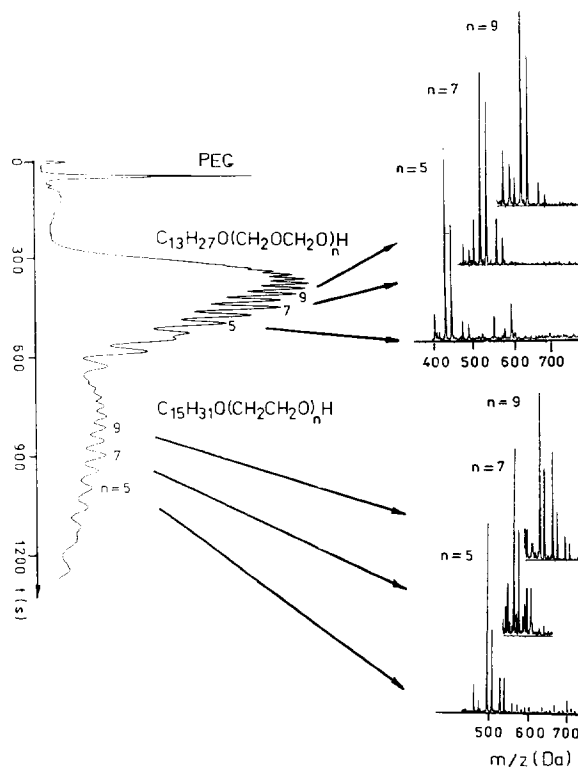 n=9
n=7
n=5
PEG
0
300
600
900
1200 t(s)
C13H27O(CH2OCH2O)nH
9
7
5
400 500 600 700
C15H31O(CH2CH2O)nH
9
7
n=5
n=9
n=7
n=5
500 600 700
m/z (Da)